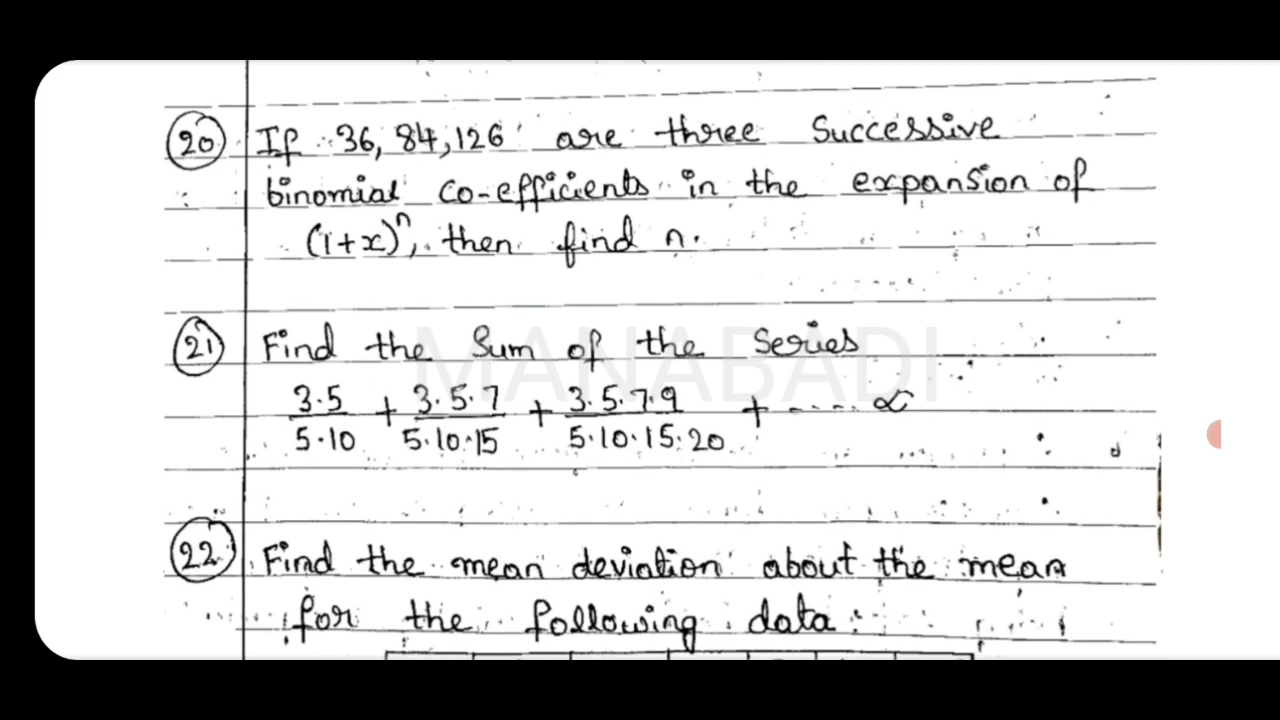 20 If 36, 84, 126 are three Successive
binomial co-efficients in the expansion of
(1+x)ⁿ, then find n.
MANABADI
21 Find the Sum of the Series
3.5/5.10 + 3.5.7/5.10.15 + 3.5.7.9/5.10.15.20 + ..... ∝
22 Find the mean deviation about the mean
for the following data: